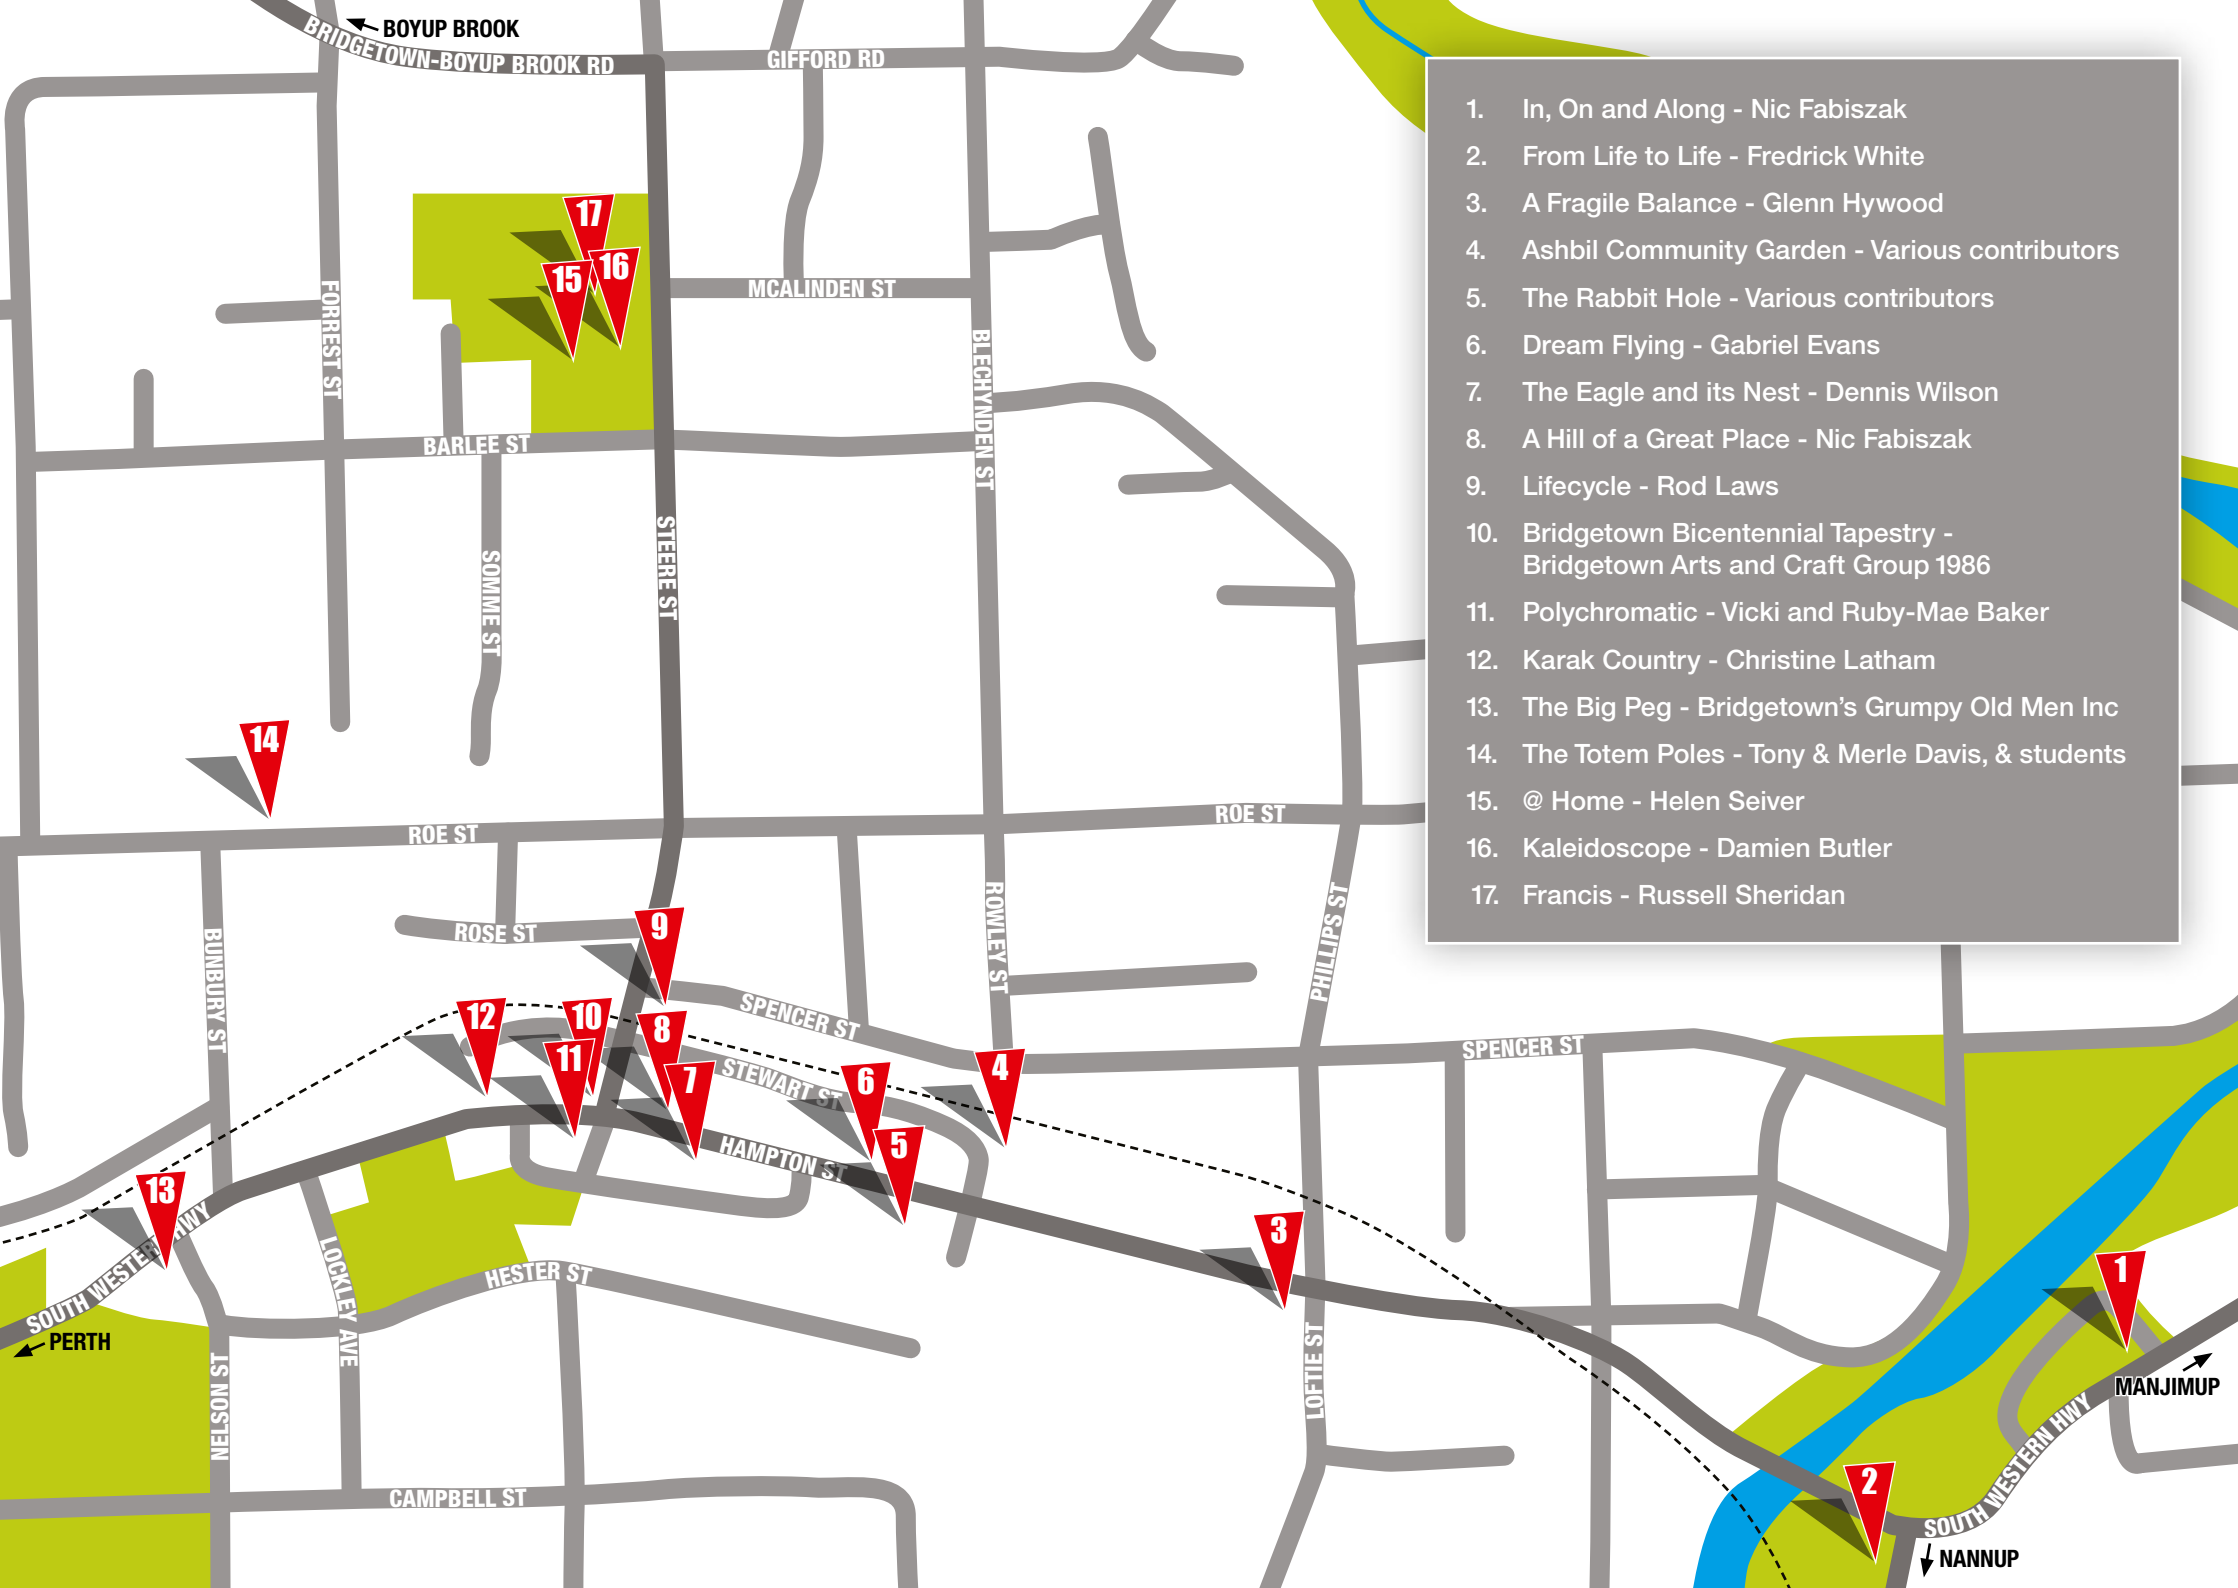 BOYUP BROOK
BRIDGETOWN-BOYUP BROOK RD
GIFFORD RD
1. In, On and Along - Nic Fabiszak
2. From Life to Life - Fredrick White
3. A Fragile Balance - Glenn Hywood
4. Ashbil Community Garden - Various contributors
5. The Rabbit Hole - Various contributors
6. Dream Flying - Gabriel Evans
7. The Eagle and its Nest - Dennis Wilson
8. A Hill of a Great Place - Nic Fabiszak
9. Lifecycle - Rod Laws
10. Bridgetown Bicentennial Tapestry -
Bridgetown Arts and Craft Group 1986
11. Polychromatic - Vicki and Ruby-Mae Baker
12. Karak Country - Christine Latham
13. The Big Peg - Bridgetown's Grumpy Old Men Inc
14. The Totem Poles - Tony & Merle Davis, & students
15. @ Home - Helen Seiver
16. Kaleidoscope - Damien Butler
17. Francis - Russell Sheridan
17
16
15
MCALINDEN ST
FORREST ST
BLECHYNDEN ST
BARLEE ST
STEERE ST
SOMME ST
14
ROE ST
ROE ST
ROWLEY ST
PHILLIPS ST
BUNBURY ST
ROSE ST
9
SPENCER ST
12
10
8
11
7
STEWART ST
6
4
SPENCER ST
5
HAMPTON ST
13
3
SOUTH WESTERN HWY
PERTH
LOCKLEY AVE
HESTER ST
NELSON ST
LOFTIE ST
CAMPBELL ST
1
MANJIMUP
2
SOUTH WESTERN HWY
NANNUP